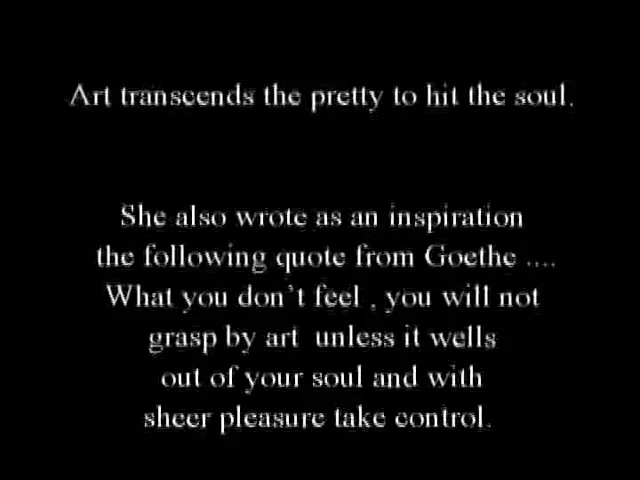 Art transcends the pretty to hit the soul.
She also wrote as an inspiration
the following quote from Goethe ....
What you don't feel , you will not
grasp by art unless it wells
out of your soul and with
sheer pleasure take control.